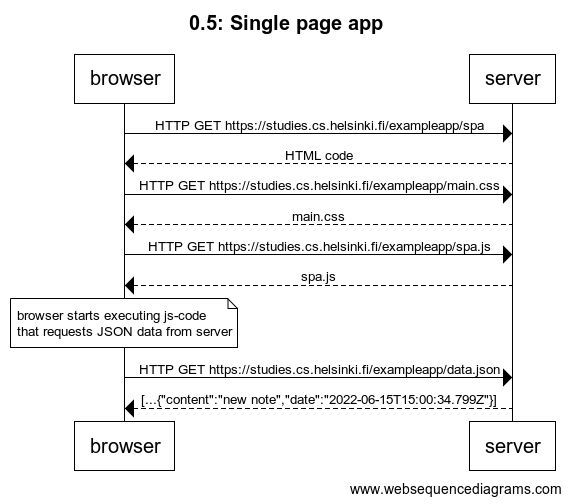 0.5: Single page app
browser
server
HTTP GET https://studies.cs.helsinki.fi/exampleapp/spa
HTML code
HTTP GET https://studies.cs.helsinki.fi/exampleapp/main.css
main.css
HTTP GET https://studies.cs.helsinki.fi/exampleapp/spa.js
spa.js
browser starts executing js-code
that requests JSON data from server
HTTP GET https://studies.cs.helsinki.fi/exampleapp/data.json
[...{"content":"new note","date":"2022-06-15T15:00:34.799Z"}]
browser
server
www.websequencediagrams.com